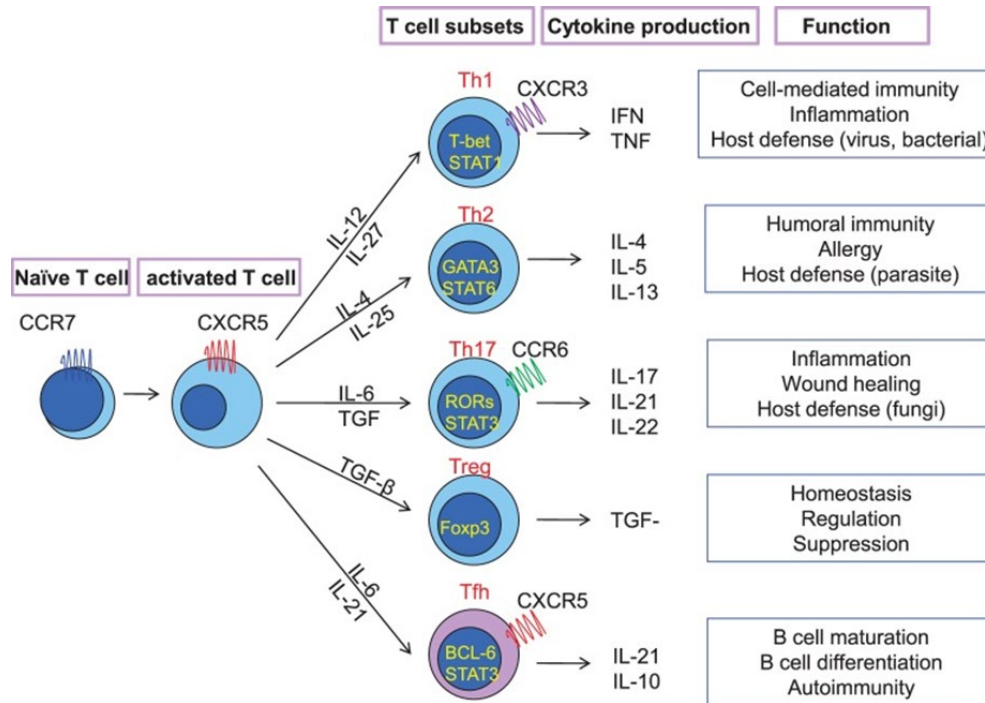 T cell subsets
Cytokine production
Function
Th1
CXCR3
T-bet
STAT1
IFN
TNF
Cell-mediated immunity
Inflammation
Host defense (virus, bacterial)
IL-12
IL-27
Th2
GATA3
STAT6
IL-4
IL-5
IL-13
Humoral immunity
Allergy
Host defense (parasite)
Naïve T cell
activated T cell
IL-4
IL-25
CCR7
CXCR5
Th17
CCR6
RORs
STAT3
IL-17
IL-21
IL-22
Inflammation
Wound healing
Host defense (fungi)
IL-6
TGF
TGF-β
Treg
Foxp3
TGF-
Homeostasis
Regulation
Suppression
IL-6
IL-21
Tfh
CXCR5
BCL-6
STAT3
IL-21
IL-10
B cell maturation
B cell differentiation
Autoimmunity